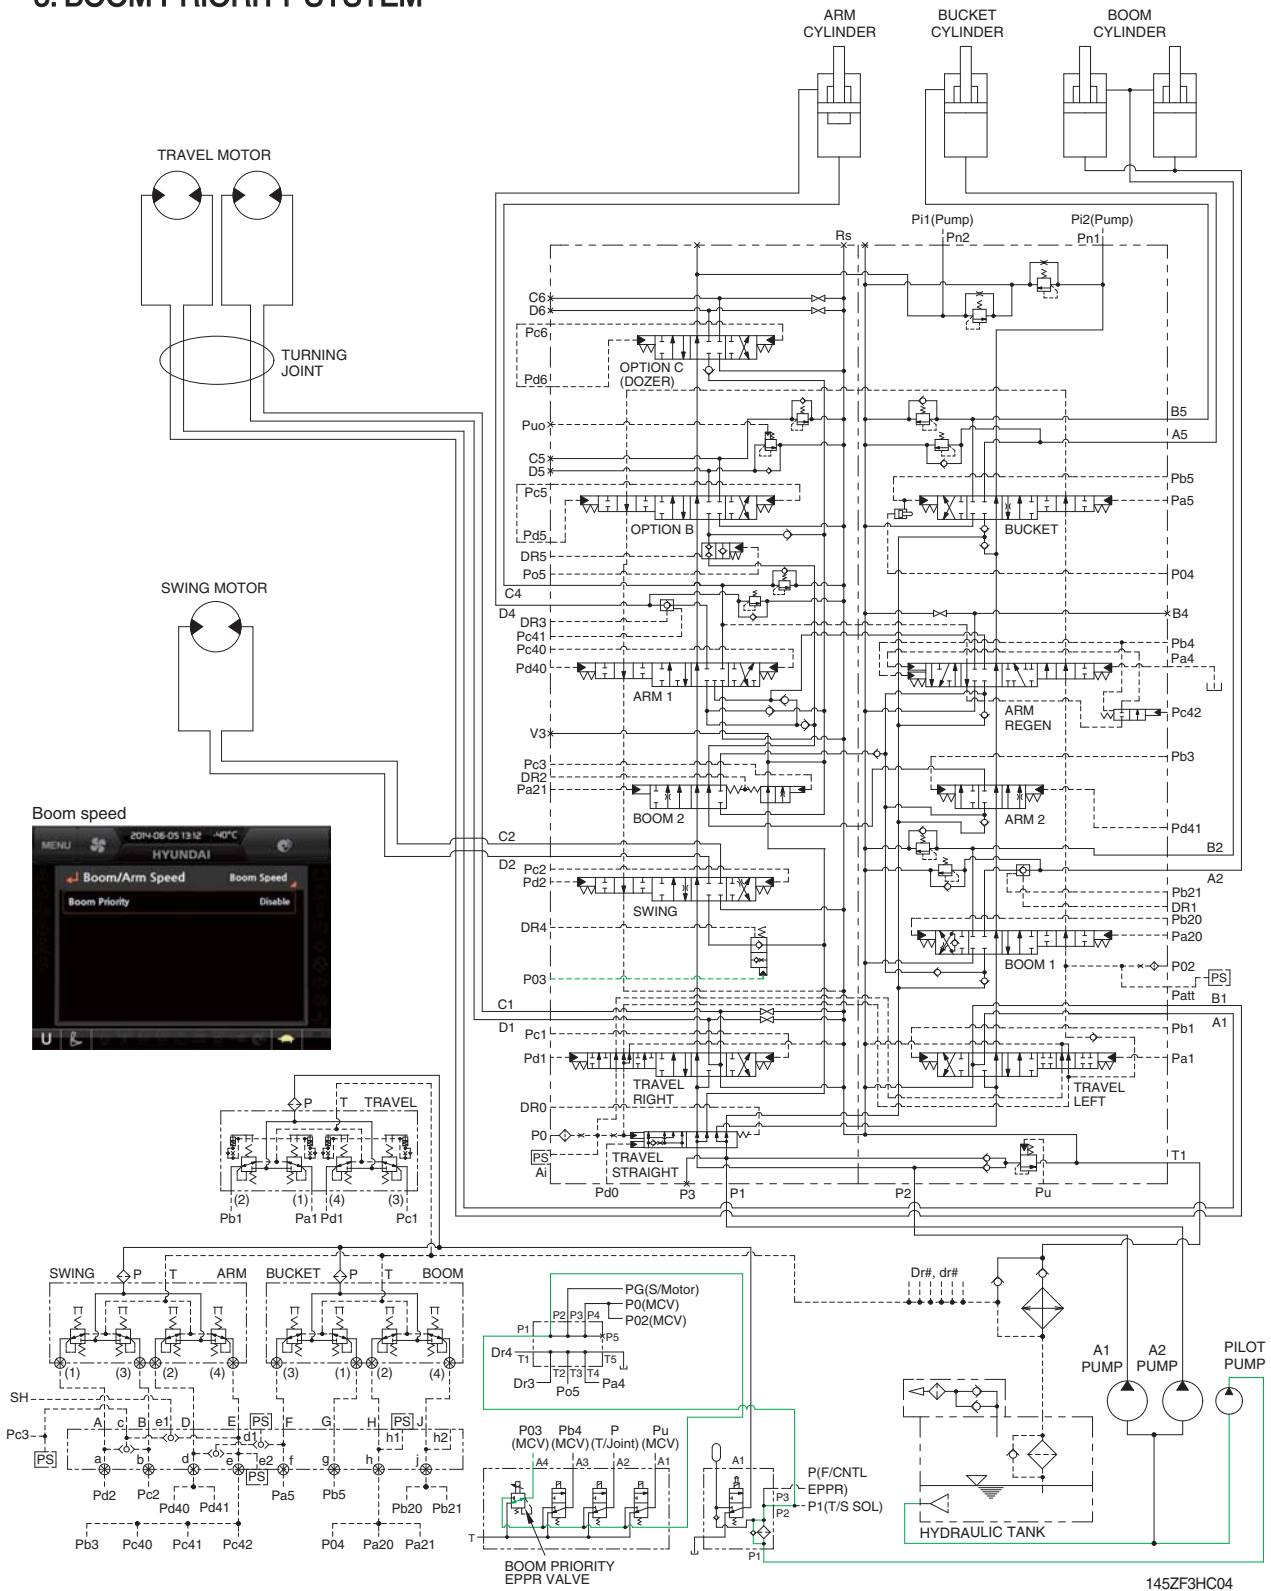 ARM
CYLINDER
BUCKET
CYLINDER
BOOM
CYLINDER
TRAVEL MOTOR
TURNING
JOINT
Pi1(Pump)
Pi2(Pump)
Rs
Pn2
Pn1
C6
D6
Pc6
Pd6
OPTION C
(DOZER)
Puo
C5
D5
Pc5
Pd5
OPTION B
DR5
Po5
C4
D4
DR3
Pc41
Pc40
Pd40
ARM 1
V3
Pc3
DR2
Pa21
BOOM 2
C2
D2
Pc2
Pd2
SWING
DR4
P03
C1
D1
Pc1
Pd1
TRAVEL
RIGHT
DR0
P0
PS
Ai
TRAVEL
STRAIGHT
Pd0
P3
P1
P2
Pu
B5
A5
Pb5
Pa5
BUCKET
P04
B4
Pb4
Pa4
ARM
REGEN
Pc42
Pb3
ARM 2
Pd41
B2
A2
Pb21
DR1
Pb20
Pa20
BOOM 1
P02
PS
Patt
B1
A1
Pb1
Pa1
TRAVEL
LEFT
T1
SWING MOTOR
Boom speed
MENU
2014-06-05 13:12 -40°C
HYUNDAI
Boom/Arm Speed
Boom Speed
Boom Priority
Disable
U
P T TRAVEL
(2) (1) (4) (3)
Pb1 Pa1 Pd1 Pc1
SWING P T ARM
BUCKET P T BOOM
(1) (3) (2) (4)
(3) (1) (2) (4)
SH
Pc3
PS
A c B e1 D E PS F G H PS J
d1 h1 h2
a b d e e2 f g h j
PS
Pd2 Pc2 Pd40 Pd41 Pa5 Pb5 Pb20 Pb21
Pb3 Pc40 Pc41 Pc42 P04 Pa20 Pa21
PG(S/Motor)
P0(MCV)
P02(MCV)
P1 P2 P3 P4 P5
Dr4
T1 T2 T3 T4 T5
Dr3 Po5 Pa4
P03 Pb4 P Pu
(MCV) (MCV) (T/Joint) (MCV)
A4 A3 A2 A1
T
BOOM PRIORITY
EPPR VALVE
A1
P(F/CNTL
EPPR)
P3
P1(T/S SOL)
P2
P1
Dr#, dr#
A1
PUMP
A2
PUMP
PILOT
PUMP
HYDRAULIC TANK
145ZF3HC04